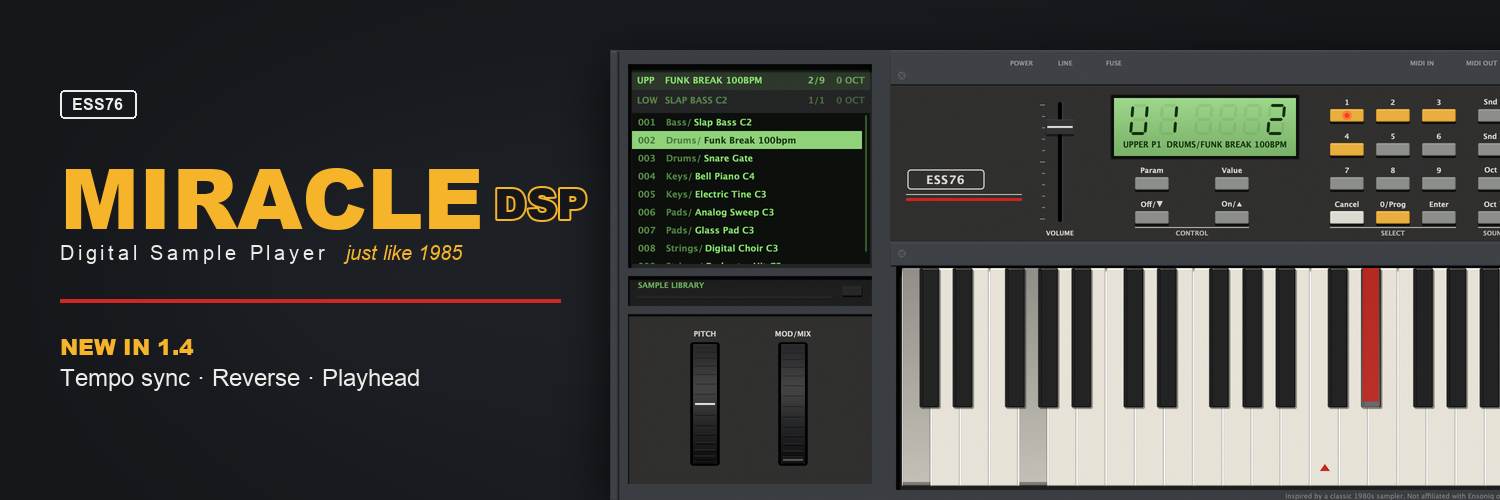 ESS76
MIRACLE DSP
Digital Sample Player just like 1985
NEW IN 1.4
Tempo sync · Reverse · Playhead
UPP FUNK BREAK 100BPM 2/9 0 OCT
LOW SLAP BASS C2 1/1 0 OCT
001 Bass/ Slap Bass C2
002 Drums/ Funk Break 100bpm
003 Drums/ Snare Gate
004 Keys/ Bell Piano C4
005 Keys/ Electric Tine C3
006 Pads/ Analog Sweep C3
007 Pads/ Glass Pad C3
008 Strings/ Digital Choir C3
SAMPLE LIBRARY
PITCH MOD/MIX
POWER LINE FUSE MIDI IN MIDI OUT
ESS76
VOLUME
U1 2
UPPER P1 DRUMS/FUNK BREAK 100BPM
Param Value
Off/▼ On/▲
CONTROL
1 2 3 Snd
4 5 6 Snd
7 8 9 Oct
Cancel 0/Prog Enter Oct
SELECT SOUN
Inspired by a classic 1980s sampler. Not affiliated with Ensoniq